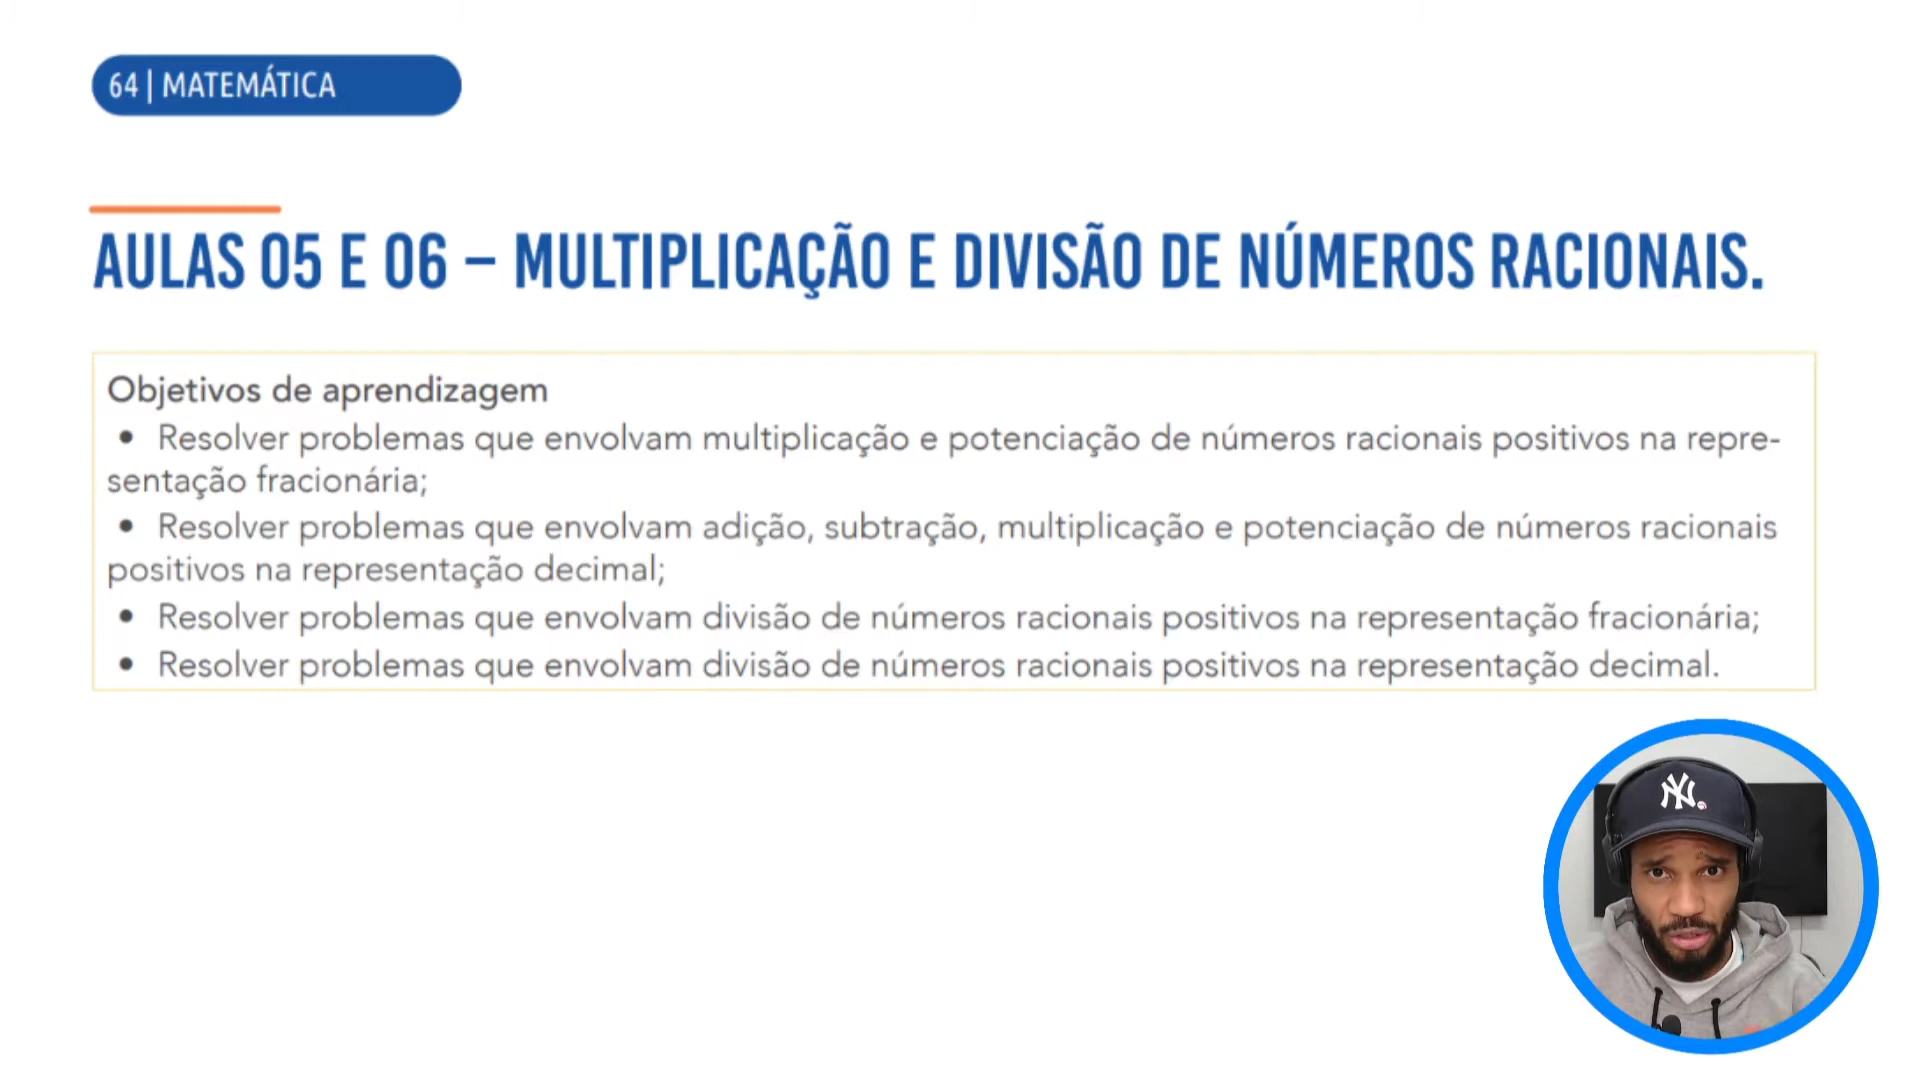 64 | MATEMÁTICA
AULAS 05 E 06 – MULTIPLICAÇÃO E DIVISÃO DE NÚMEROS RACIONAIS.
Objetivos de aprendizagem
• Resolver problemas que envolvam multiplicação e potenciação de números racionais positivos na repre-
sentação fracionária;
• Resolver problemas que envolvam adição, subtração, multiplicação e potenciação de números racionais
positivos na representação decimal;
• Resolver problemas que envolvam divisão de números racionais positivos na representação fracionária;
• Resolver problemas que envolvam divisão de números racionais positivos na representação decimal.
NY